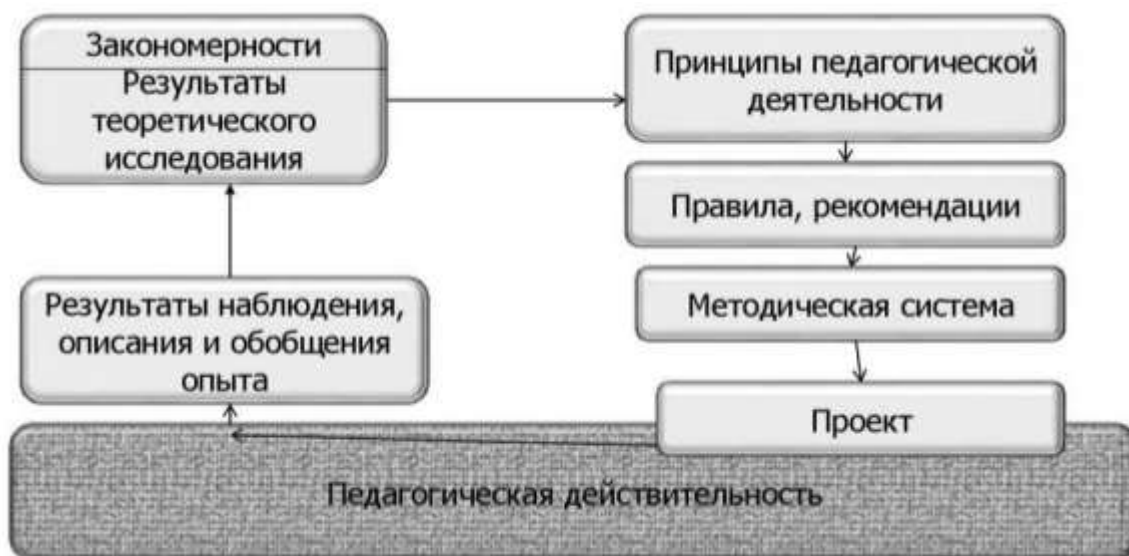 Закономерности
Результаты
теоретического
исследования
Принципы педагогической
деятельности
Правила, рекомендации
Методическая система
Результаты наблюдения,
описания и обобщения
опыта
Проект
Педагогическая действительность